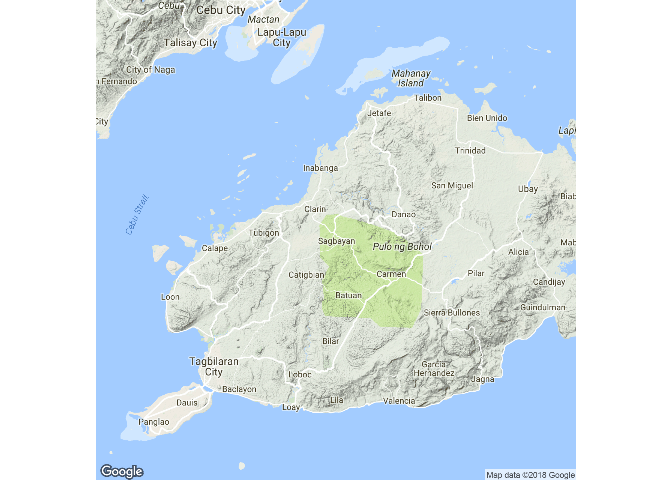 Cebu City
Mactan
Lapu-Lapu
City
Talisay City
City of Naga
Fernando
City
Mahanay
Island
Talibon
Jetafe
Bien Undo
Trinidad
Inabanga
San Miguel
Ubay
Cebu Strait
Clarin
Danao
Tubigon
Sagbayan
Pulo ng Bohol
Calape
Alicia
Catigbian
Carmen
Pilar
Candijay
Loon
Batuan
Guindulman
Sierra Bullones
Bilar
Tagbilaran
City
Loboc
Garcia
Hernandez
Jagna
Baclayon
Dauis
Loay
Lila
Valencia
Panglao
Google
Map data ©2018 Google